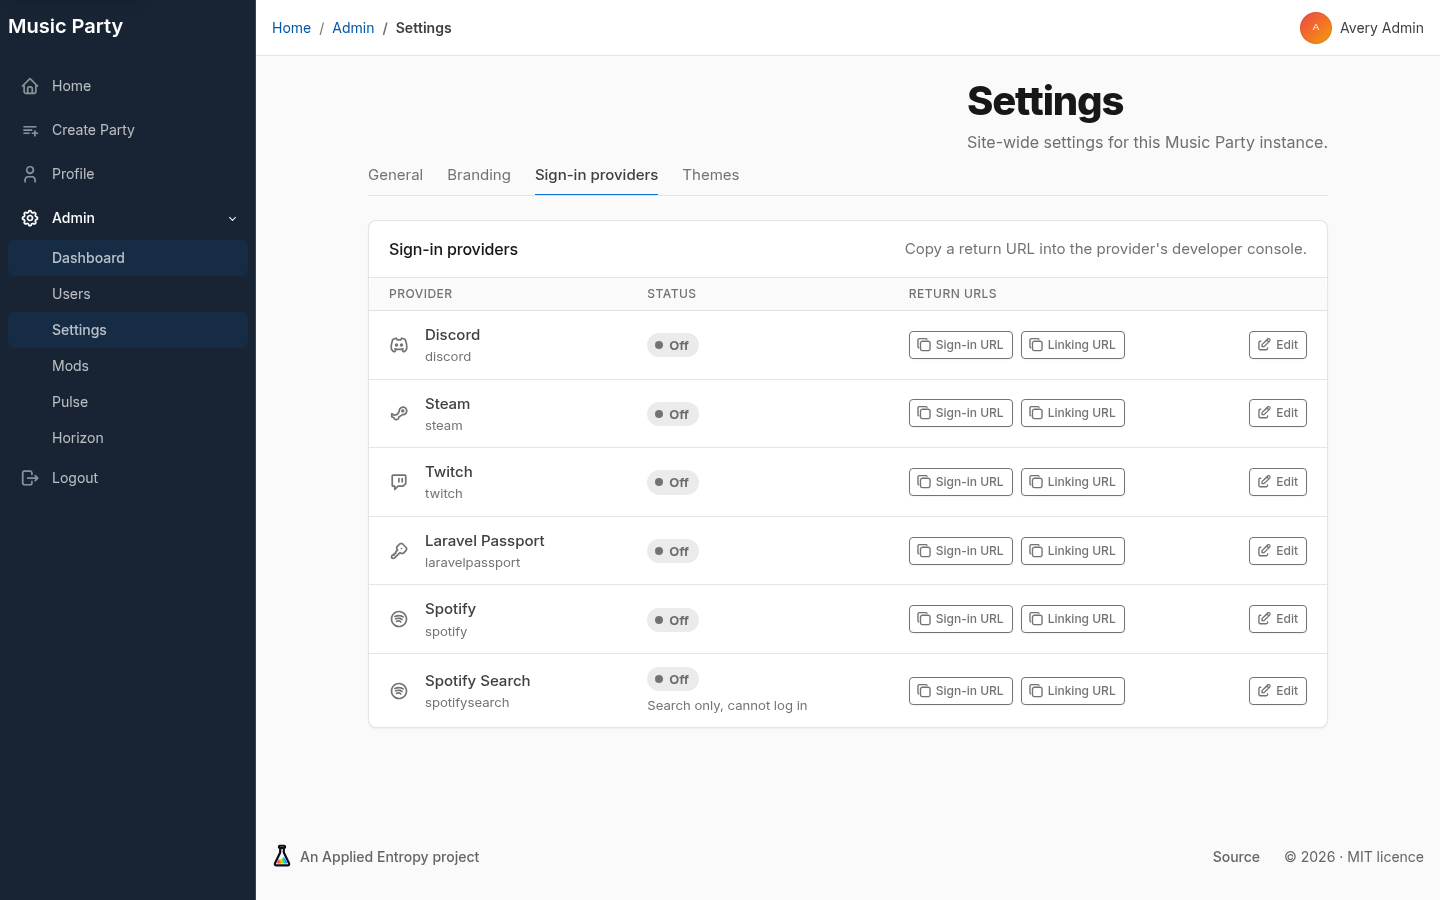 Music Party
Home
Create Party
Profile
Admin
Dashboard
Users
Settings
Mods
Pulse
Horizon
Logout
Home / Admin / Settings
A Avery Admin
Settings
Site-wide settings for this Music Party instance.
General Branding Sign-in providers Themes
Sign-in providers Copy a return URL into the provider's developer console.
PROVIDER STATUS RETURN URLS
Discord
discord
Off Sign-in URL Linking URL Edit
Steam
steam
Off Sign-in URL Linking URL Edit
Twitch
twitch
Off Sign-in URL Linking URL Edit
Laravel Passport
laravelpassport
Off Sign-in URL Linking URL Edit
Spotify
spotify
Off Sign-in URL Linking URL Edit
Spotify Search
spotifysearch
Off
Search only, cannot log in
Sign-in URL Linking URL Edit
An Applied Entropy project
Source © 2026 · MIT licence